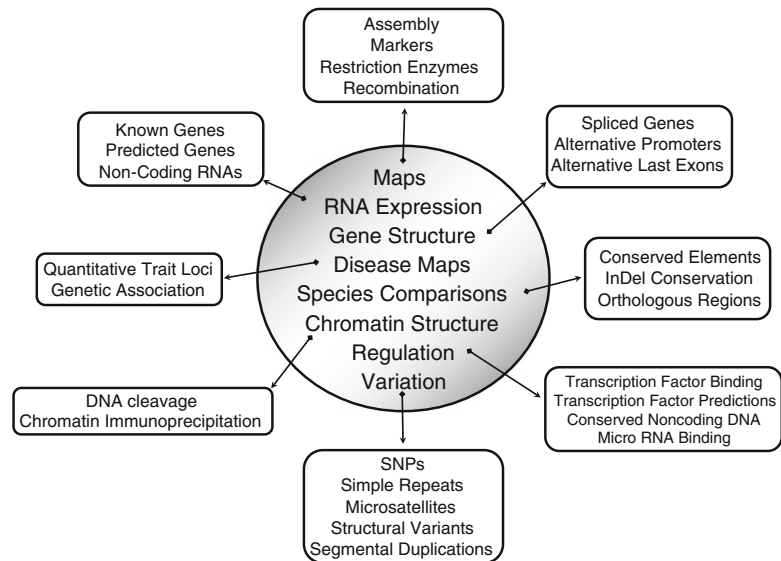 Assembly
Markers
Restriction Enzymes
Recombination
Known Genes
Predicted Genes
Non-Coding RNAs
Spliced Genes
Alternative Promoters
Alternative Last Exons
Maps
RNA Expression
Gene Structure
Disease Maps
Species Comparisons
Chromatin Structure
Regulation
Variation
Quantitative Trait Loci
Genetic Association
Conserved Elements
InDel Conservation
Orthologous Regions
DNA cleavage
Chromatin Immunoprecipitation
Transcription Factor Binding
Transcription Factor Predictions
Conserved Noncoding DNA
Micro RNA Binding
SNPs
Simple Repeats
Microsatellites
Structural Variants
Segmental Duplications